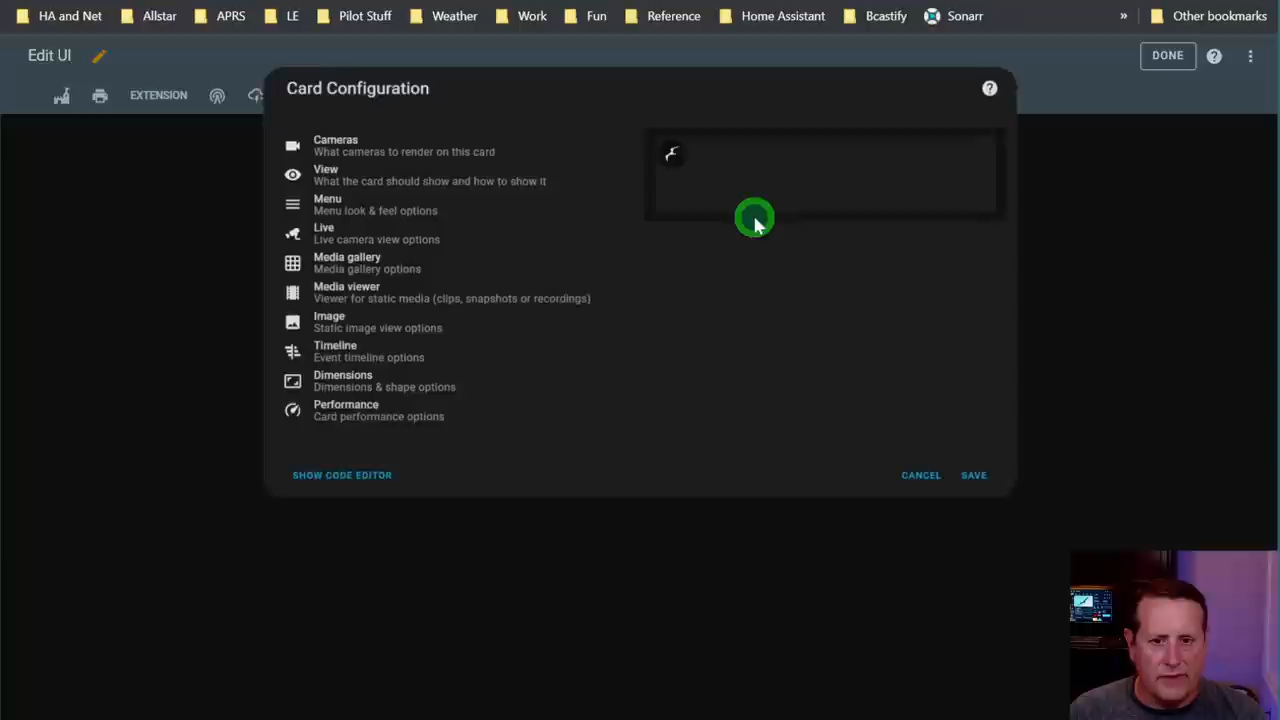 HA and Net Allstar APRS LE Pilot Stuff Weather Work Fun Reference Home Assistant Bcastify Sonarr » Other bookmarks
Edit UI DONE
EXTENSION
Card Configuration
Cameras
What cameras to render on this card
View
What the card should show and how to show it
Menu
Menu look & feel options
Live
Live camera view options
Media gallery
Media gallery options
Media viewer
Viewer for static media (clips, snapshots or recordings)
Image
Static image view options
Timeline
Event timeline options
Dimensions
Dimensions & shape options
Performance
Card performance options
SHOW CODE EDITOR CANCEL SAVE